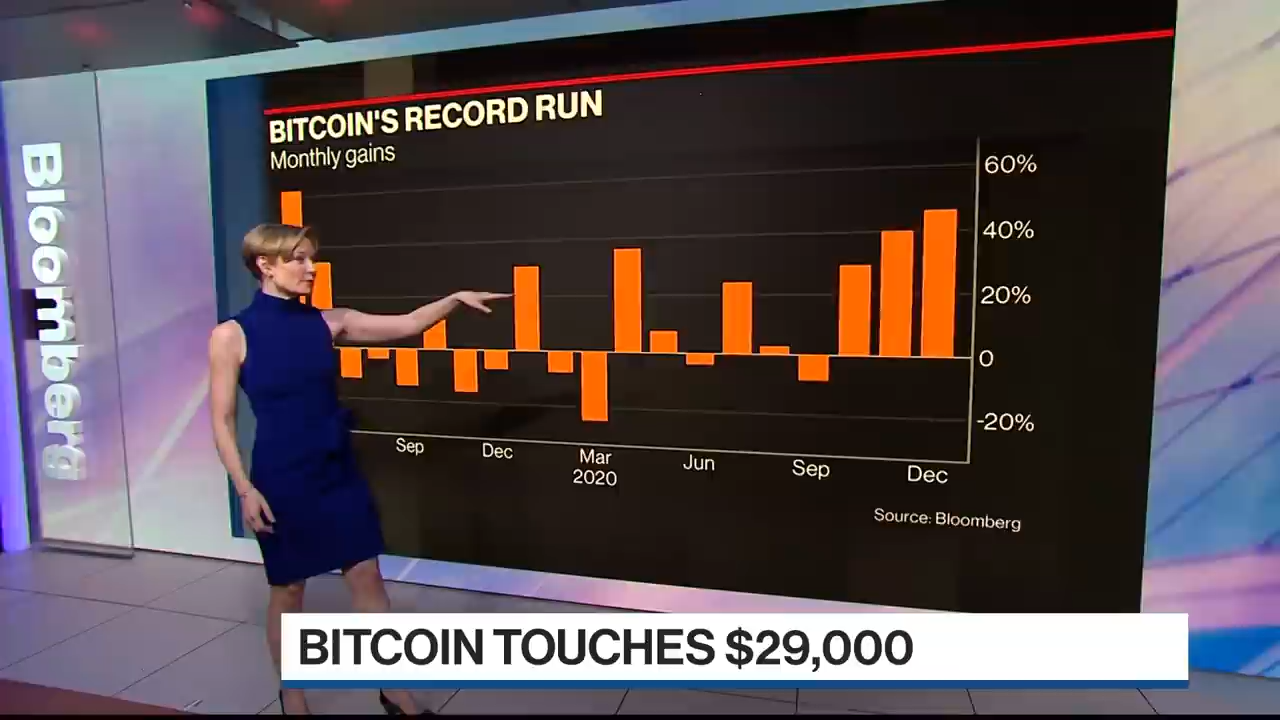 Bloomberg
BITCOIN'S RECORD RUN
Monthly gains
60%
40%
20%
0
-20%
Sep
Dec
Mar
2020
Jun
Sep
Dec
Source: Bloomberg
BITCOIN TOUCHES $29,000